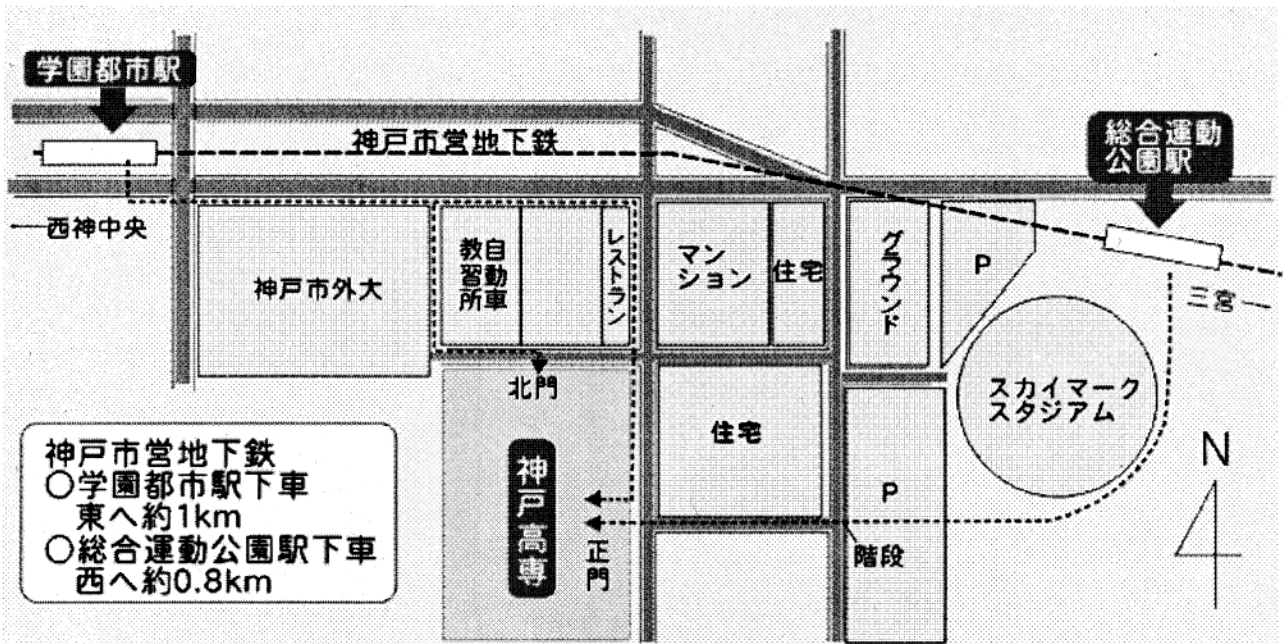 学園都市駅
神戸市営地下鉄
総合運動
公園駅
←西神中央
神戸市外大
自動車
教習所
レストラン
マン
ション
住宅
グラウンド
P
三宮
北門
スカイマーク
スタジアム
住宅
神戸高専
正門
P
階段
N
神戸市営地下鉄
○学園都市駅下車
東へ約1km
○総合運動公園駅下車
西へ約0.8km